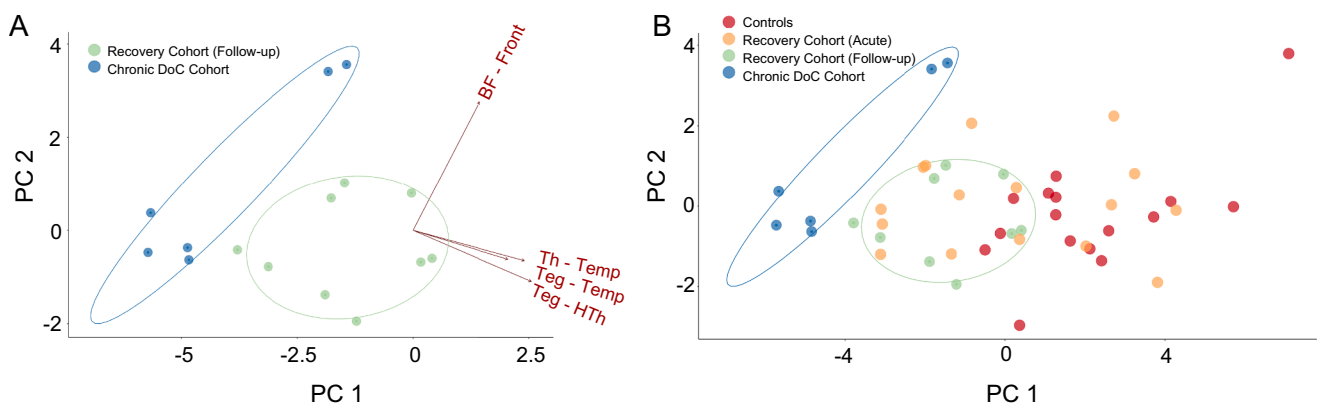 A
Recovery Cohort (Follow-up)
Chronic DoC Cohort
BF - Front
Th - Temp
Teg - Temp
Teg - HTh
4
2
0
-2
PC 2
-5
-2.5
0
2.5
PC 1
B
Controls
Recovery Cohort (Acute)
Recovery Cohort (Follow-up)
Chronic DoC Cohort
4
2
0
-2
PC 2
-4
0
4
PC 1